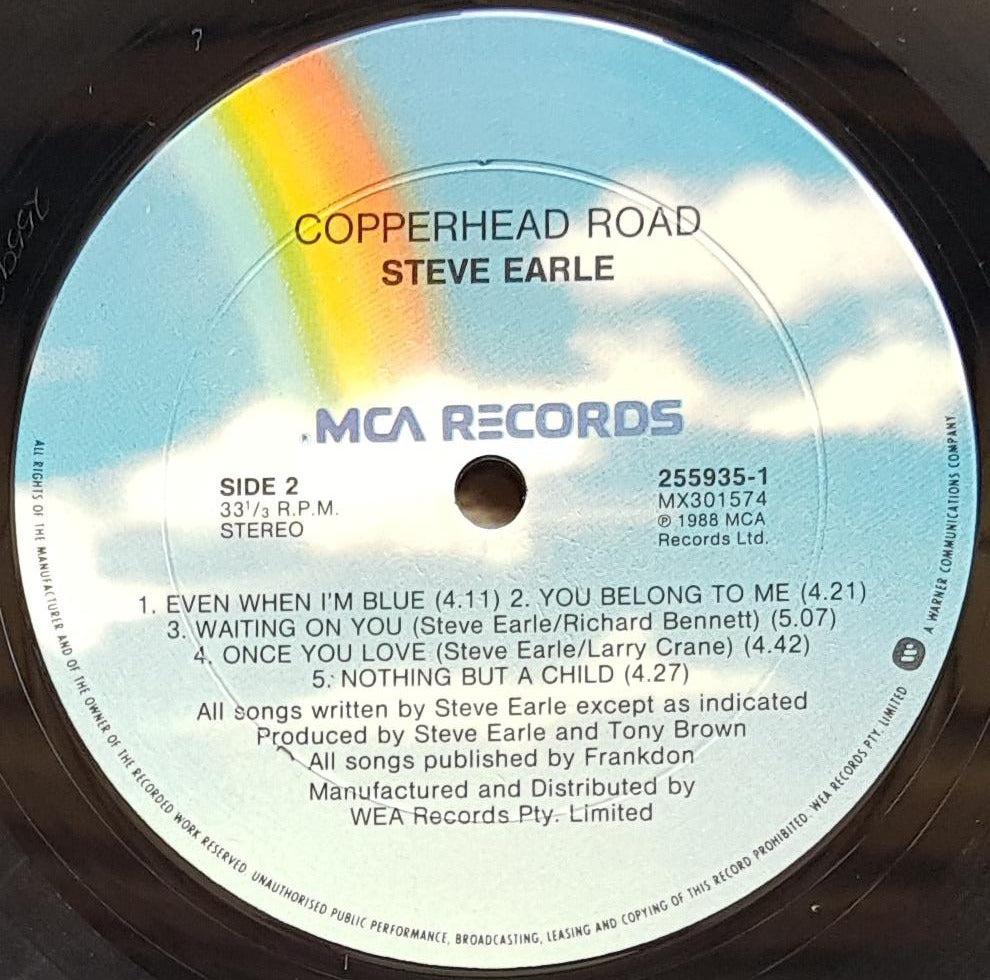 COPPERHEAD ROAD
STEVE EARLE
MCA RECORDS
SIDE 2
33 1/3 R.P.M.
STEREO
255935-1
MX301574
℗ 1988 MCA
Records Ltd.
1. EVEN WHEN I'M BLUE (4.11) 2. YOU BELONG TO ME (4.21)
3. WAITING ON YOU (Steve Earle/Richard Bennett) (5.07)
4. ONCE YOU LOVE (Steve Earle/Larry Crane) (4.42)
5. NOTHING BUT A CHILD (4.27)
All songs written by Steve Earle except as indicated
Produced by Steve Earle and Tony Brown
All songs published by Frankdon
Manufactured and Distributed by
WEA Records Pty. Limited
ALL RIGHTS OF THE MANUFACTURER AND OF THE OWNER OF THE RECORDED WORK RESERVED. UNAUTHORISED PUBLIC PERFORMANCE, BROADCASTING, LEASING AND COPYING OF THIS RECORD PROHIBITED. WEA RECORDS PTY. LIMITED
A WARNER COMMUNICATIONS COMPANY